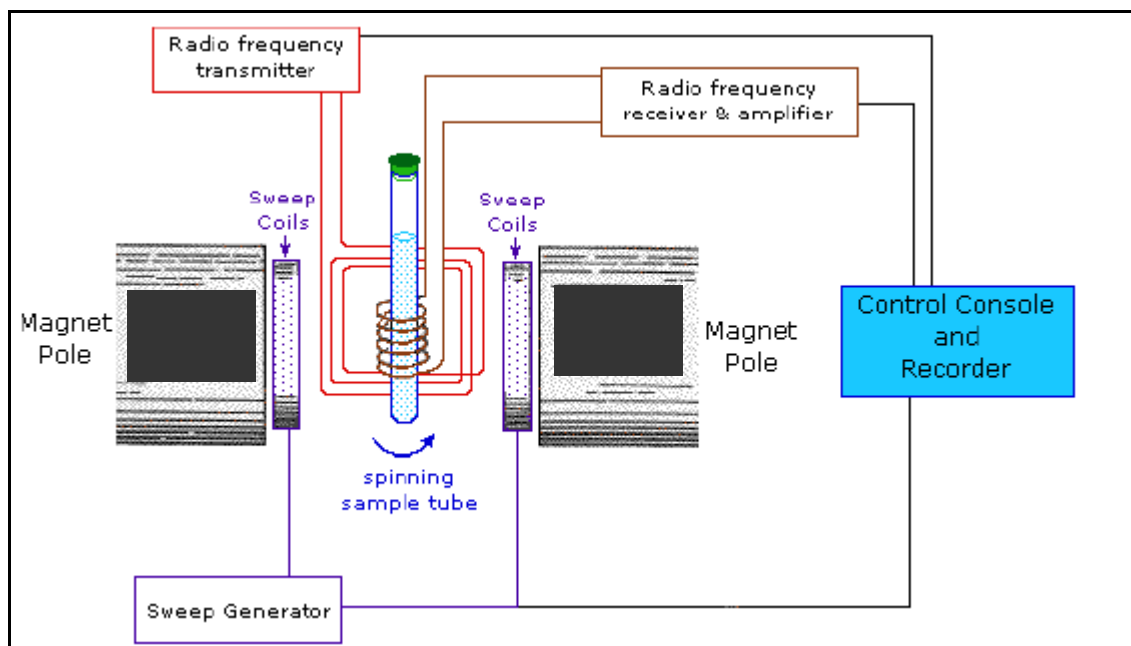 Radio frequency
transmitter
Radio frequency
receiver & amplifier
Sweep
Coils
Sweep
Coils
Magnet
Pole
Magnet
Pole
Control Console
and
Recorder
spinning
sample tube
Sweep Generator